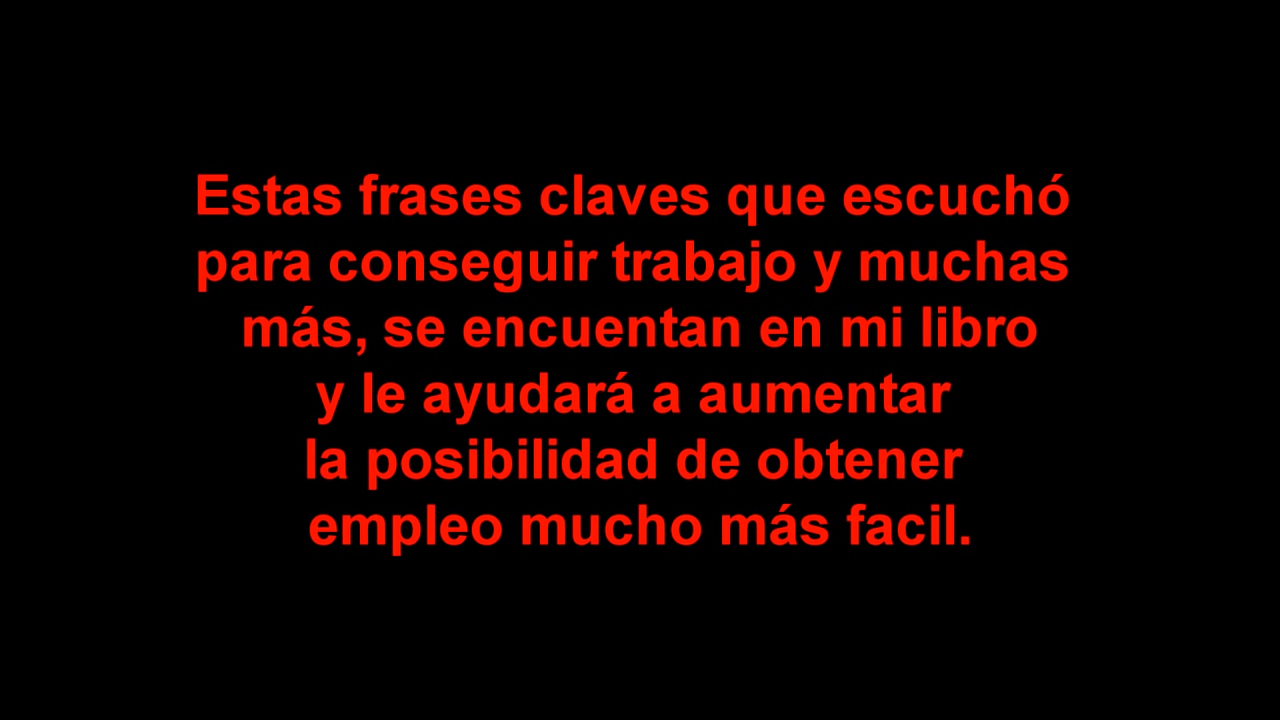 Estas frases claves que escuchó
para conseguir trabajo y muchas
más, se encuentan en mi libro
y le ayudará a aumentar
la posibilidad de obtener
empleo mucho más facil.